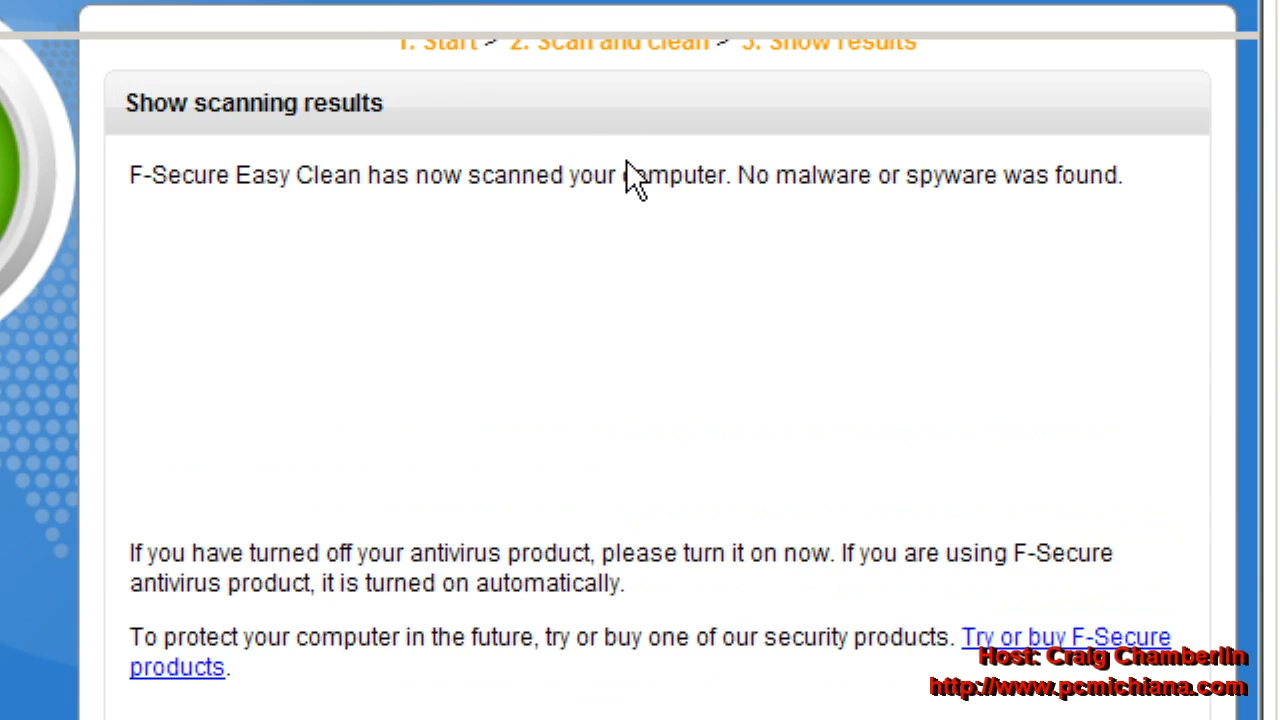 1. Start > 2. Scan and clean > 3. Show results
Show scanning results
F-Secure Easy Clean has now scanned your computer. No malware or spyware was found.
If you have turned off your antivirus product, please turn it on now. If you are using F-Secure
antivirus product, it is turned on automatically.
To protect your computer in the future, try or buy one of our security products. Try or buy F-Secure
products.
Host: Craig Chamberlin
http://www.pcmichiana.com